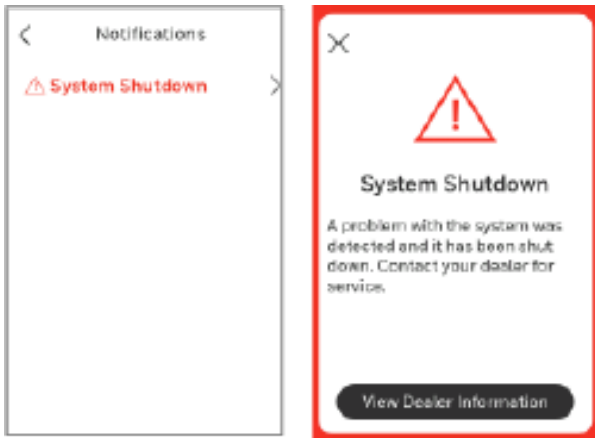 Notifications
System Shutdown
System Shutdown
A problem with the system was
detected and it has been shut
down. Contact your dealer for
service.
View Dealer Information